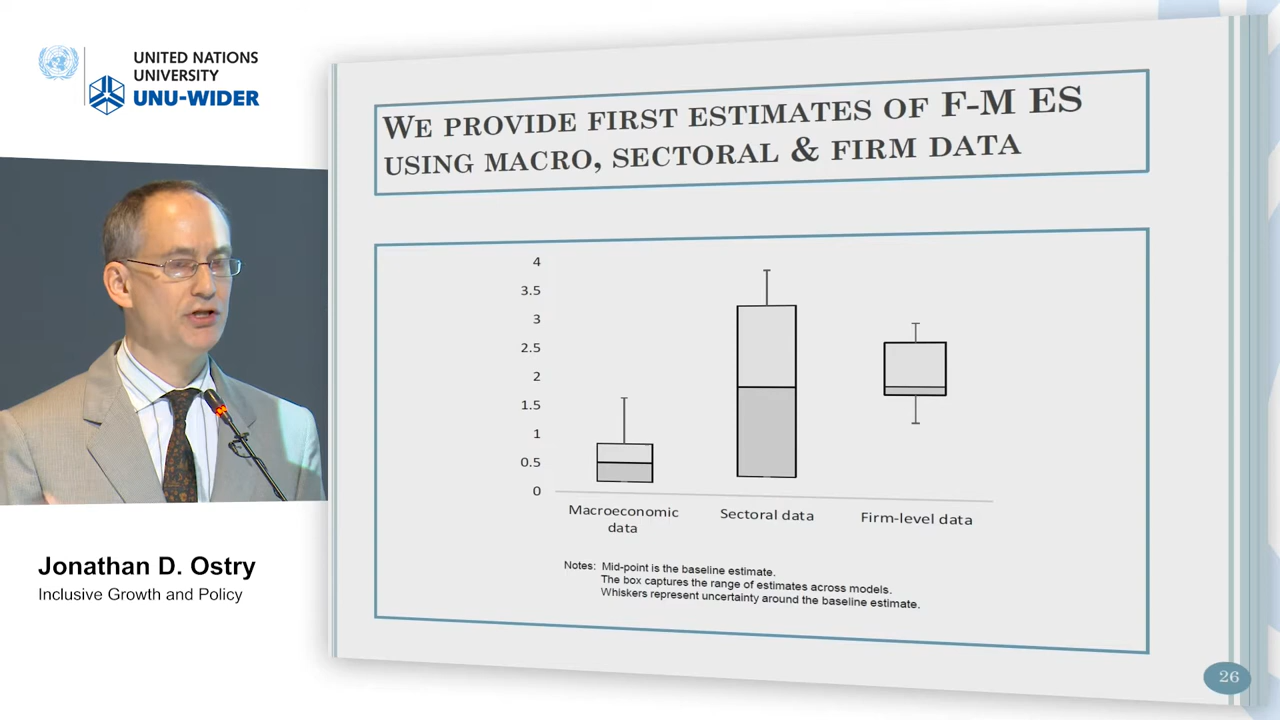 UNITED NATIONS
UNIVERSITY
UNU-WIDER
WE PROVIDE FIRST ESTIMATES OF F-M ES
USING MACRO, SECTORAL & FIRM DATA
4
3.5
3
2.5
2
1.5
1
0.5
0
Macroeconomic
data
Sectoral data
Firm-level data
Notes: Mid-point is the baseline estimate.
The box captures the range of estimates across models.
Whiskers represent uncertainty around the baseline estimate.
26
Jonathan D. Ostry
Inclusive Growth and Policy